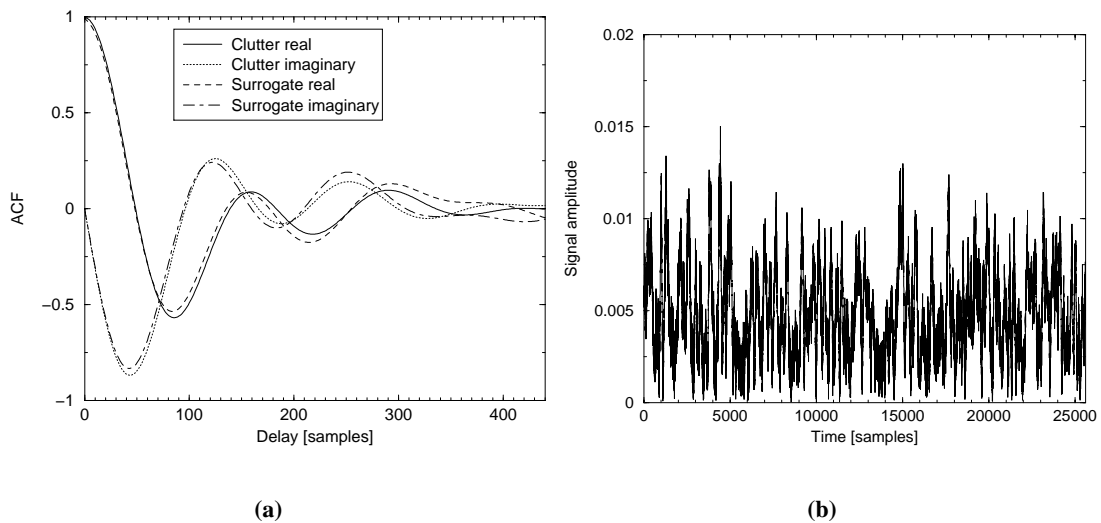 1
0.5
0
−0.5
−1
ACF
Clutter real
Clutter imaginary
Surrogate real
Surrogate imaginary
0 100 200 300 400
Delay [samples]
(a)
0.02
0.015
0.01
0.005
0
Signal amplitude
0 5000 10000 15000 20000 25000
Time [samples]
(b)